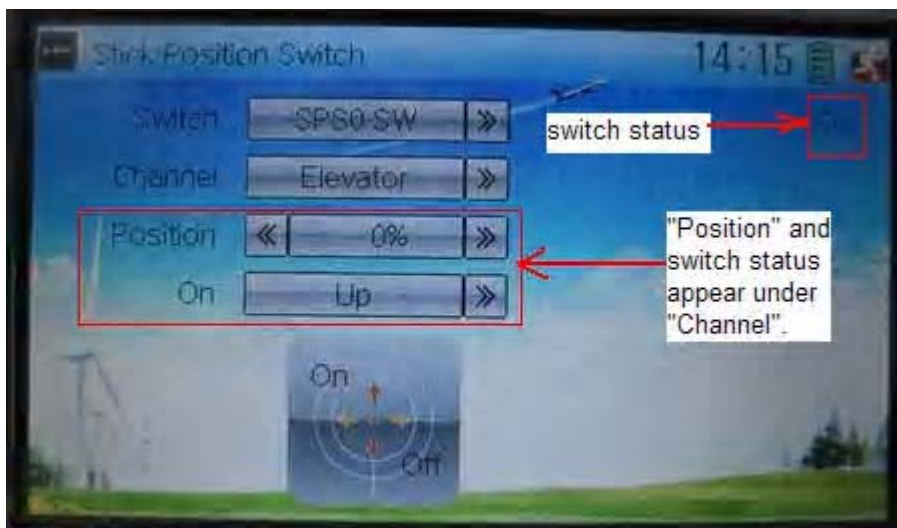 Stick Position Switch 14:15
Switch SPS0-SW »
switch status
Channel Elevator »
Position « 0% »
"Position" and
switch status
appear under
"Channel".
On Up »
On
Off